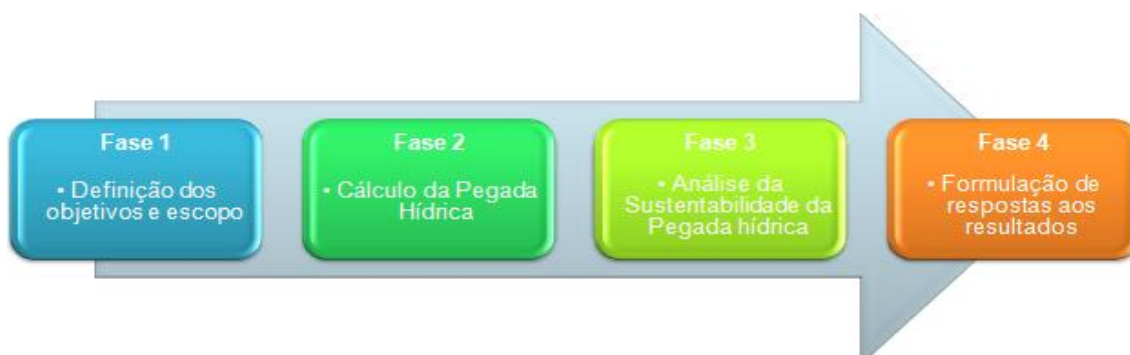 Fase 1
• Definição dos
objetivos e escopo
Fase 2
• Cálculo da Pegada
Hídrica
Fase 3
• Análise da
Sustentabilidade da
Pegada hídrica
Fase 4
• Formulação de
respostas aos
resultados